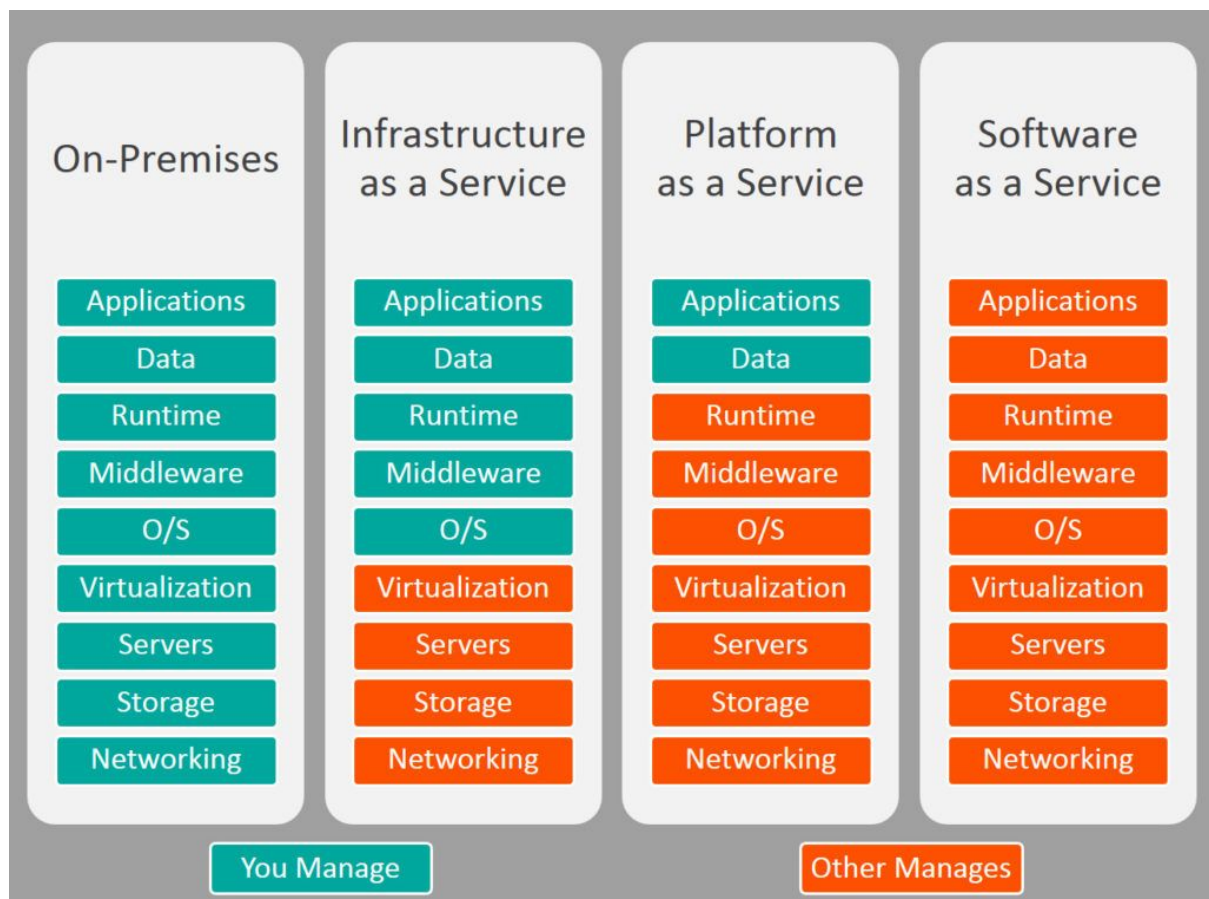 On-Premises
Applications
Data
Runtime
Middleware
O/S
Virtualization
Servers
Storage
Networking
Infrastructure
as a Service
Applications
Data
Runtime
Middleware
O/S
Virtualization
Servers
Storage
Networking
Platform
as a Service
Applications
Data
Runtime
Middleware
O/S
Virtualization
Servers
Storage
Networking
Software
as a Service
Applications
Data
Runtime
Middleware
O/S
Virtualization
Servers
Storage
Networking
You Manage
Other Manages